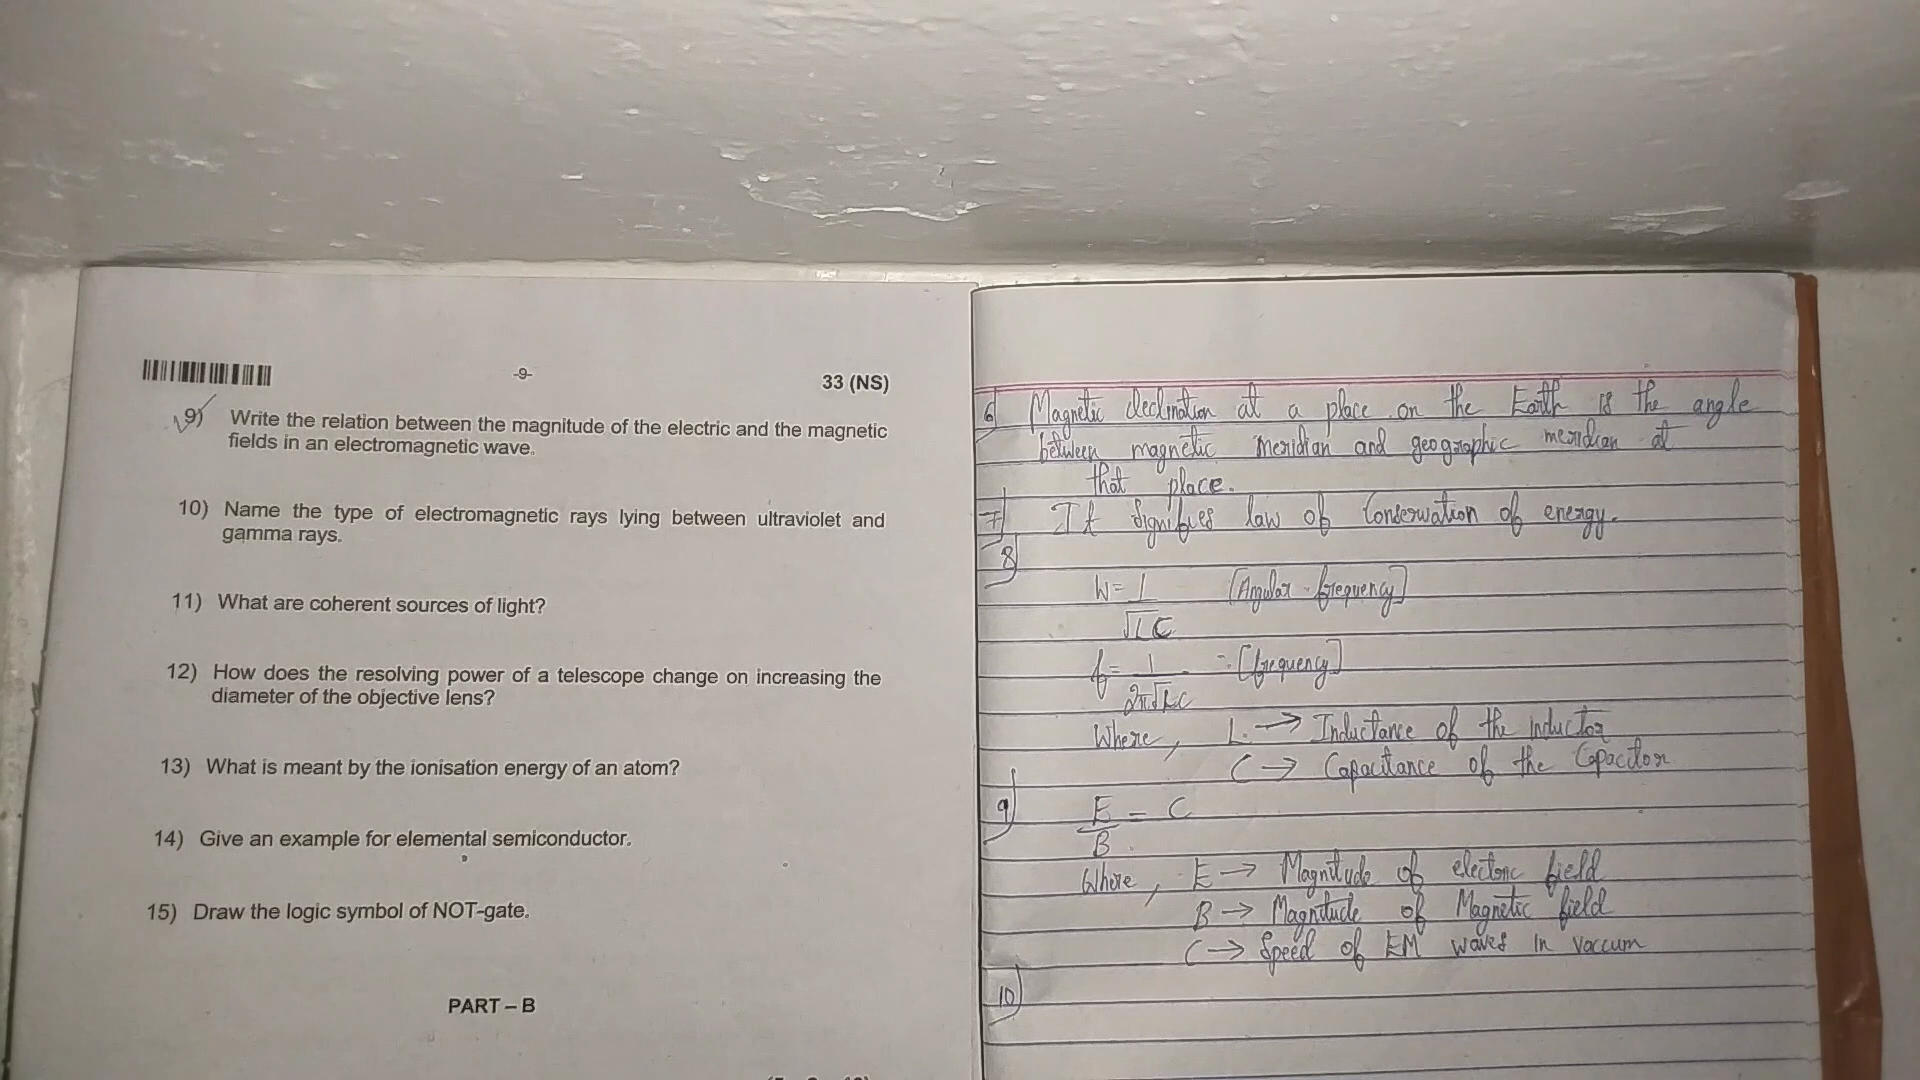 -9-
33 (NS)
9) Write the relation between the magnitude of the electric and the magnetic
fields in an electromagnetic wave.
10) Name the type of electromagnetic rays lying between ultraviolet and
gamma rays.
11) What are coherent sources of light?
12) How does the resolving power of a telescope change on increasing the
diameter of the objective lens?
13) What is meant by the ionisation energy of an atom?
14) Give an example for elemental semiconductor.
15) Draw the logic symbol of NOT-gate.
PART – B
6) Magnetic declination at a place on the Earth is the angle
between magnetic meridian and geographic meridian at
that place.
7) It signifies law of Conservation of energy.
8)
W = 1 [Angular frequency]
√LC
f = 1 [frequency]
2π√LC
Where, L → Inductance of the inductor
C → Capacitance of the Capacitor
9) E = C
B
Where, E → Magnitude of electric field
B → Magnitude of Magnetic field
C → Speed of EM waves in vaccum
10)